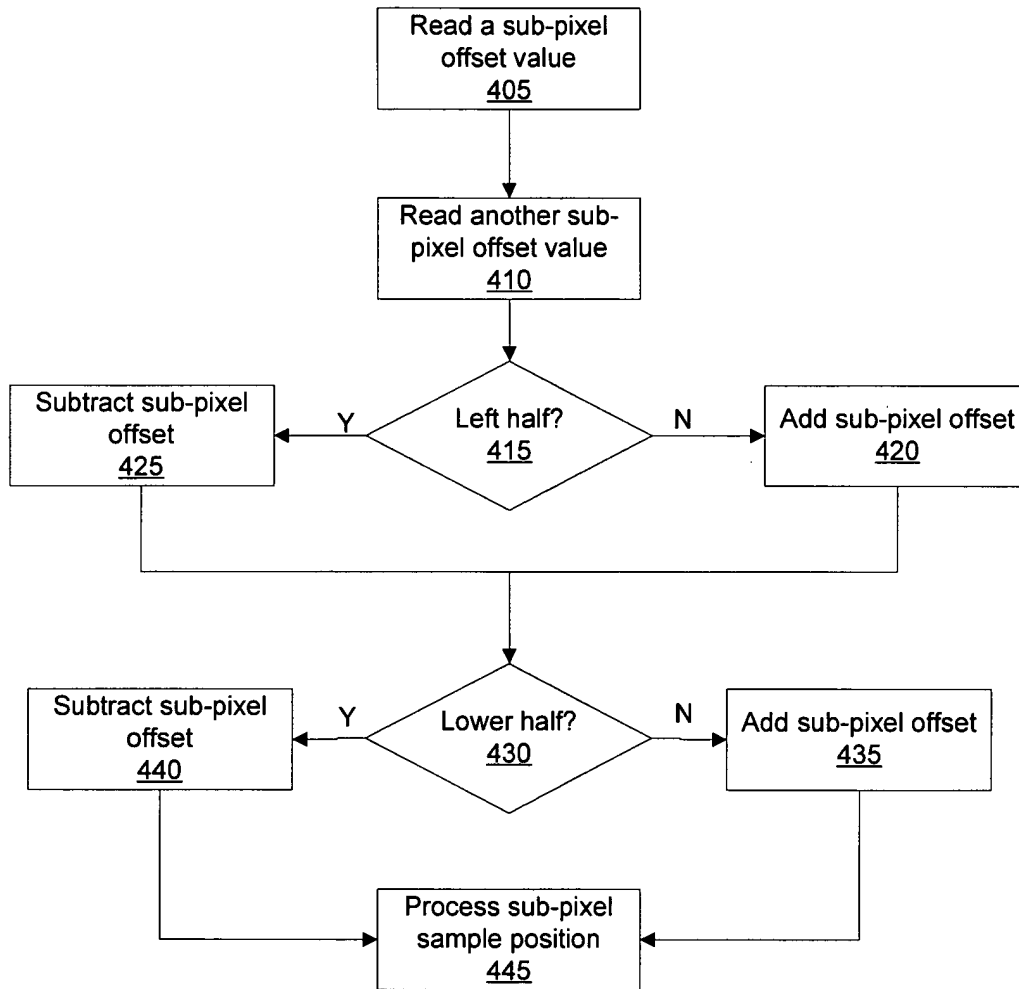 Read a sub-pixel
offset value
405
Read another sub-
pixel offset value
410
Left half?
415
Y
N
Subtract sub-pixel
offset
425
Add sub-pixel offset
420
Lower half?
430
Y
N
Subtract sub-pixel
offset
440
Add sub-pixel offset
435
Process sub-pixel
sample position
445